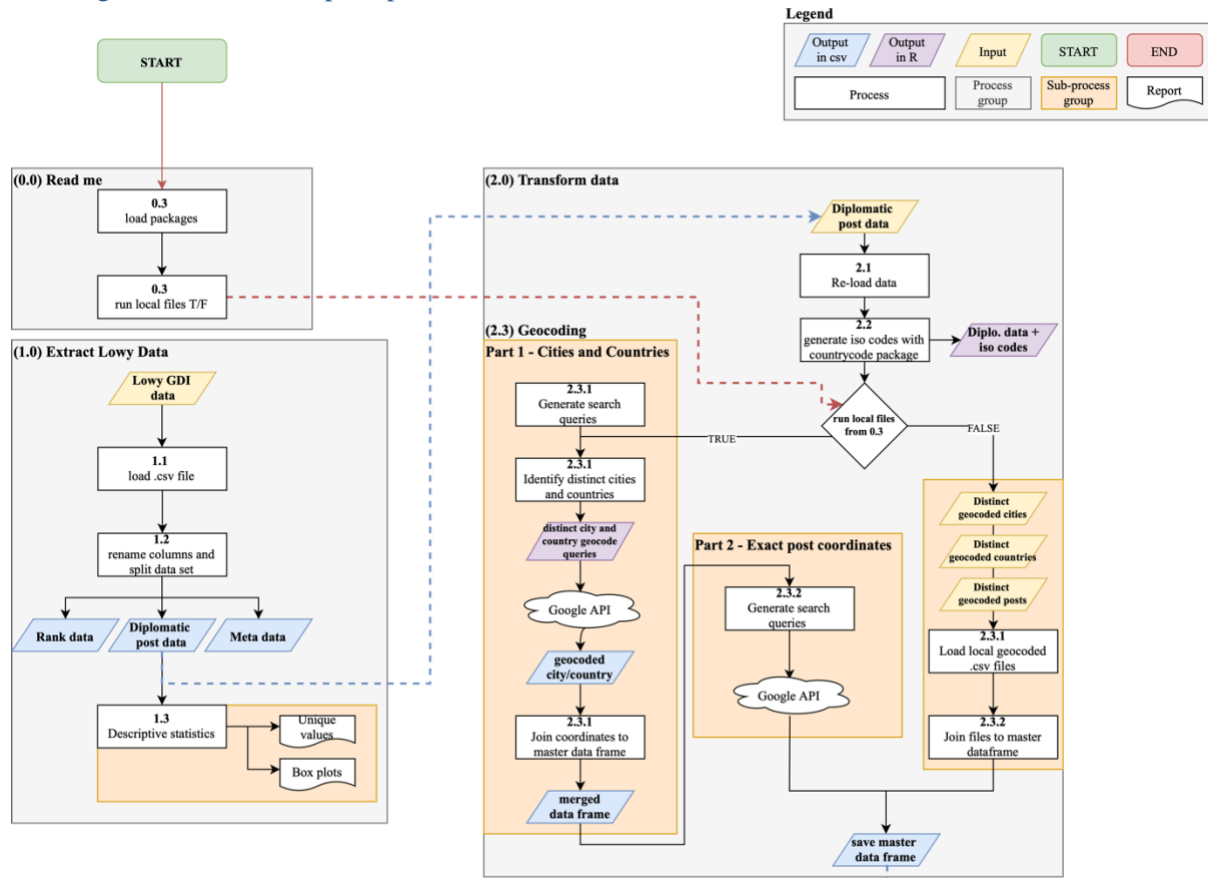 Legend
Output
in csv
Output
in R
Input
START
END
Process
Process
group
Sub-process
group
Report
START
(0.0) Read me
0.3
load packages
0.3
run local files T/F
(1.0) Extract Lowy Data
Lowy GDI
data
1.1
load .csv file
1.2
rename columns and
split data set
Rank data
Diplomatic
post data
Meta data
1.3
Descriptive statistics
Unique
values
Box plots
(2.0) Transform data
Diplomatic
post data
2.1
Re-load data
2.2
generate iso codes with
countrycode package
Diplo. data +
iso codes
run local files
from 0.3
TRUE
FALSE
(2.3) Geocoding
Part 1 - Cities and Countries
2.3.1
Generate search
queries
2.3.1
Identify distinct cities
and countries
distinct city and
country geocode
queries
Google API
geocoded
city/country
2.3.1
Join coordinates to
master data frame
merged
data frame
Part 2 - Exact post coordinates
2.3.2
Generate search
queries
Google API
Distinct
geocoded cities
Distinct
geocoded countries
Distinct
geocoded posts
2.3.1
Load local geocoded
.csv files
2.3.2
Join files to master
dataframe
save master
data frame